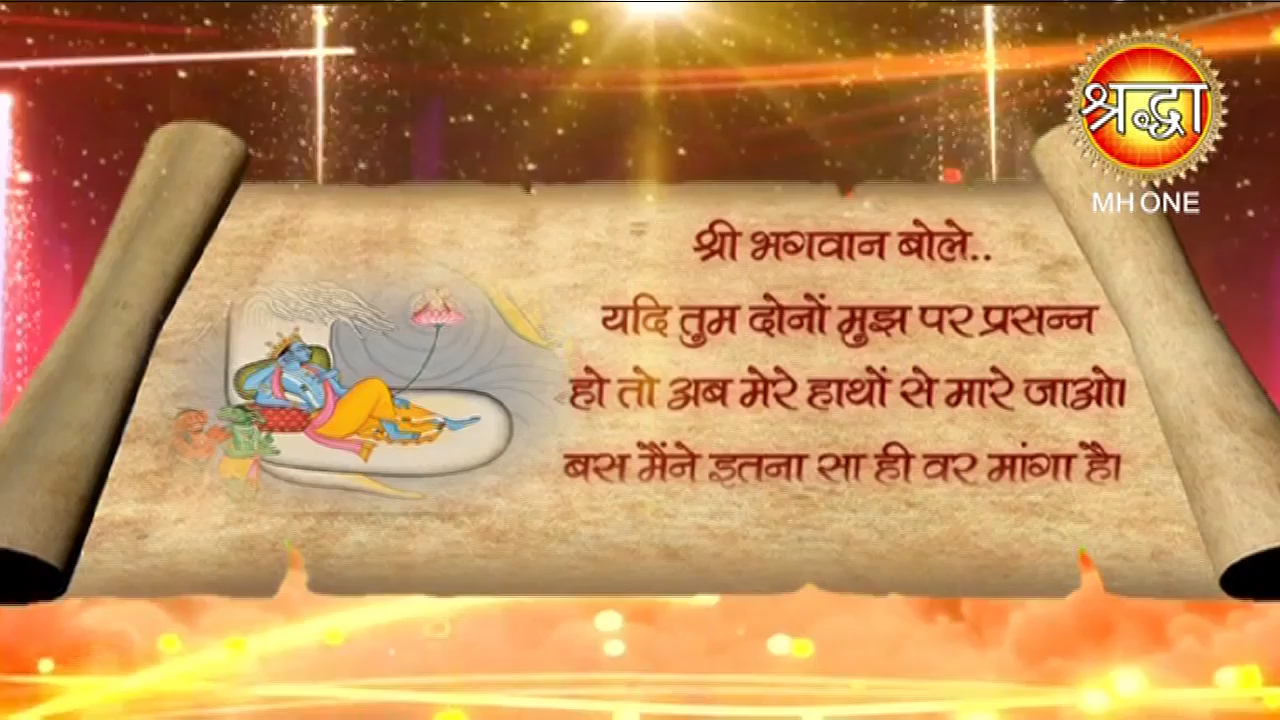 श्रद्धा
MH ONE
श्री भगवान बोले..
यदि तुम दोनों मुझ पर प्रसन्न
हो तो अब मेरे हाथों से मारे जाओ।
बस मैंने इतना सा ही वर मांगा है।